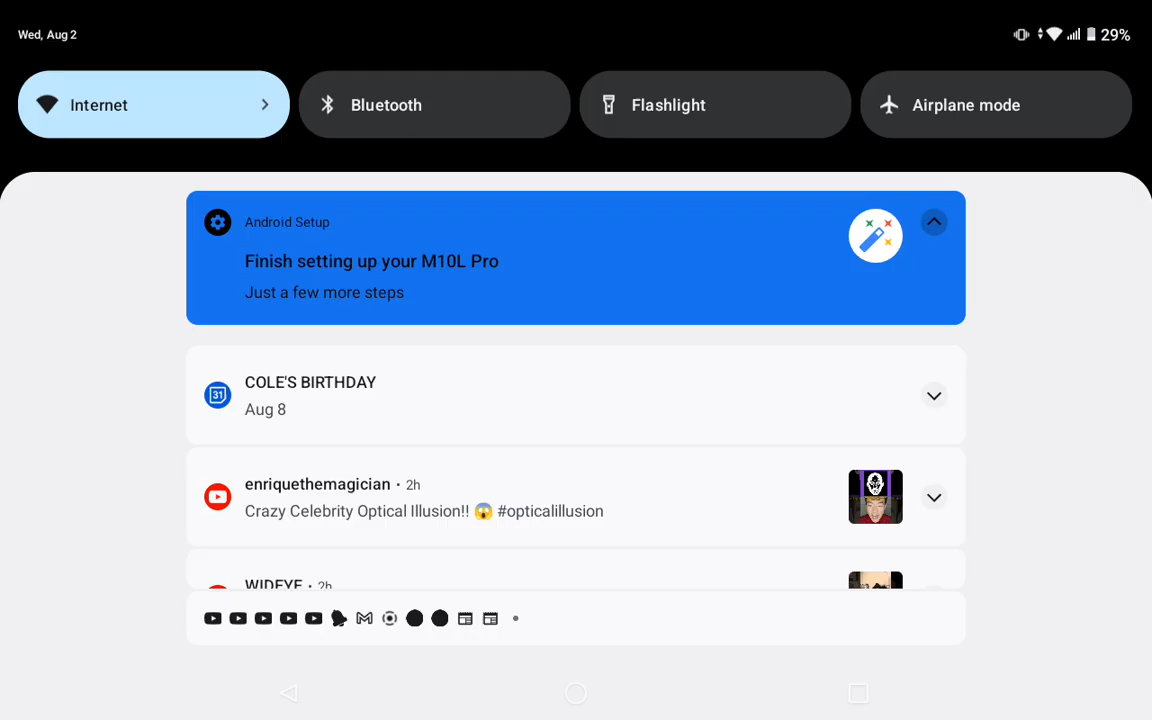 Wed, Aug 2
29%
Internet
Bluetooth
Flashlight
Airplane mode
Android Setup
Finish setting up your M10L Pro
Just a few more steps
31
COLE'S BIRTHDAY
Aug 8
enriquethemagician · 2h
Crazy Celebrity Optical Illusion!! 😱 #opticalillusion
WIDEYE · 2h